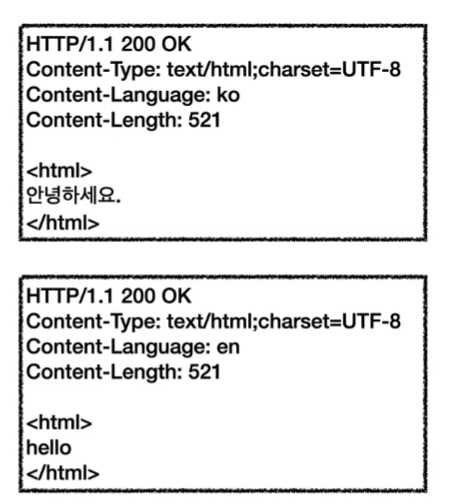 HTTP/1.1 200 OK
Content-Type: text/html;charset=UTF-8
Content-Language: ko
Content-Length: 521
<html>
안녕하세요.
</html>
HTTP/1.1 200 OK
Content-Type: text/html;charset=UTF-8
Content-Language: en
Content-Length: 521
<html>
hello
</html>